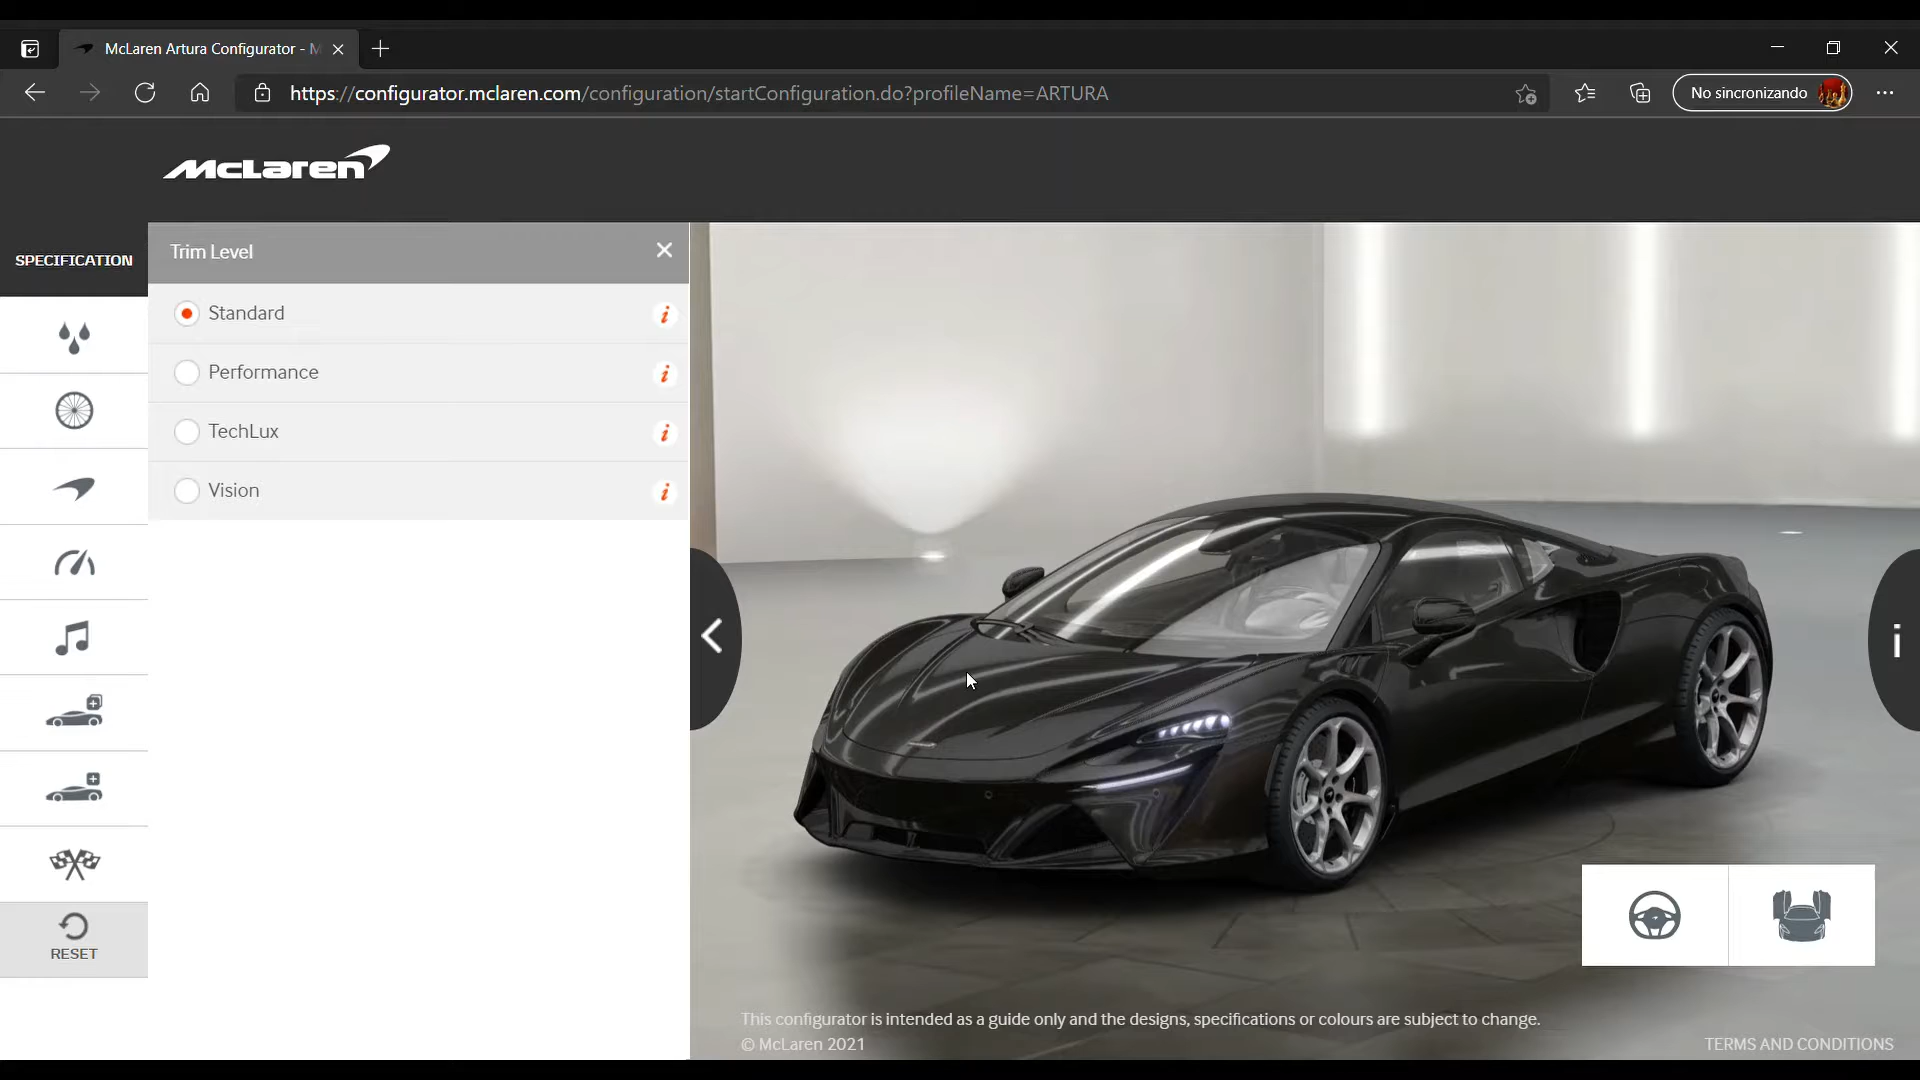 McLaren Artura Configurator - M
https://configurator.mclaren.com/configuration/startConfiguration.do?profileName=ARTURA
No sincronizando
McLaren
SPECIFICATION
Trim Level
Standard
i
Performance
i
TechLux
i
Vision
i
i
RESET
This configurator is intended as a guide only and the designs, specifications or colours are subject to change.
© McLaren 2021
TERMS AND CONDITIONS